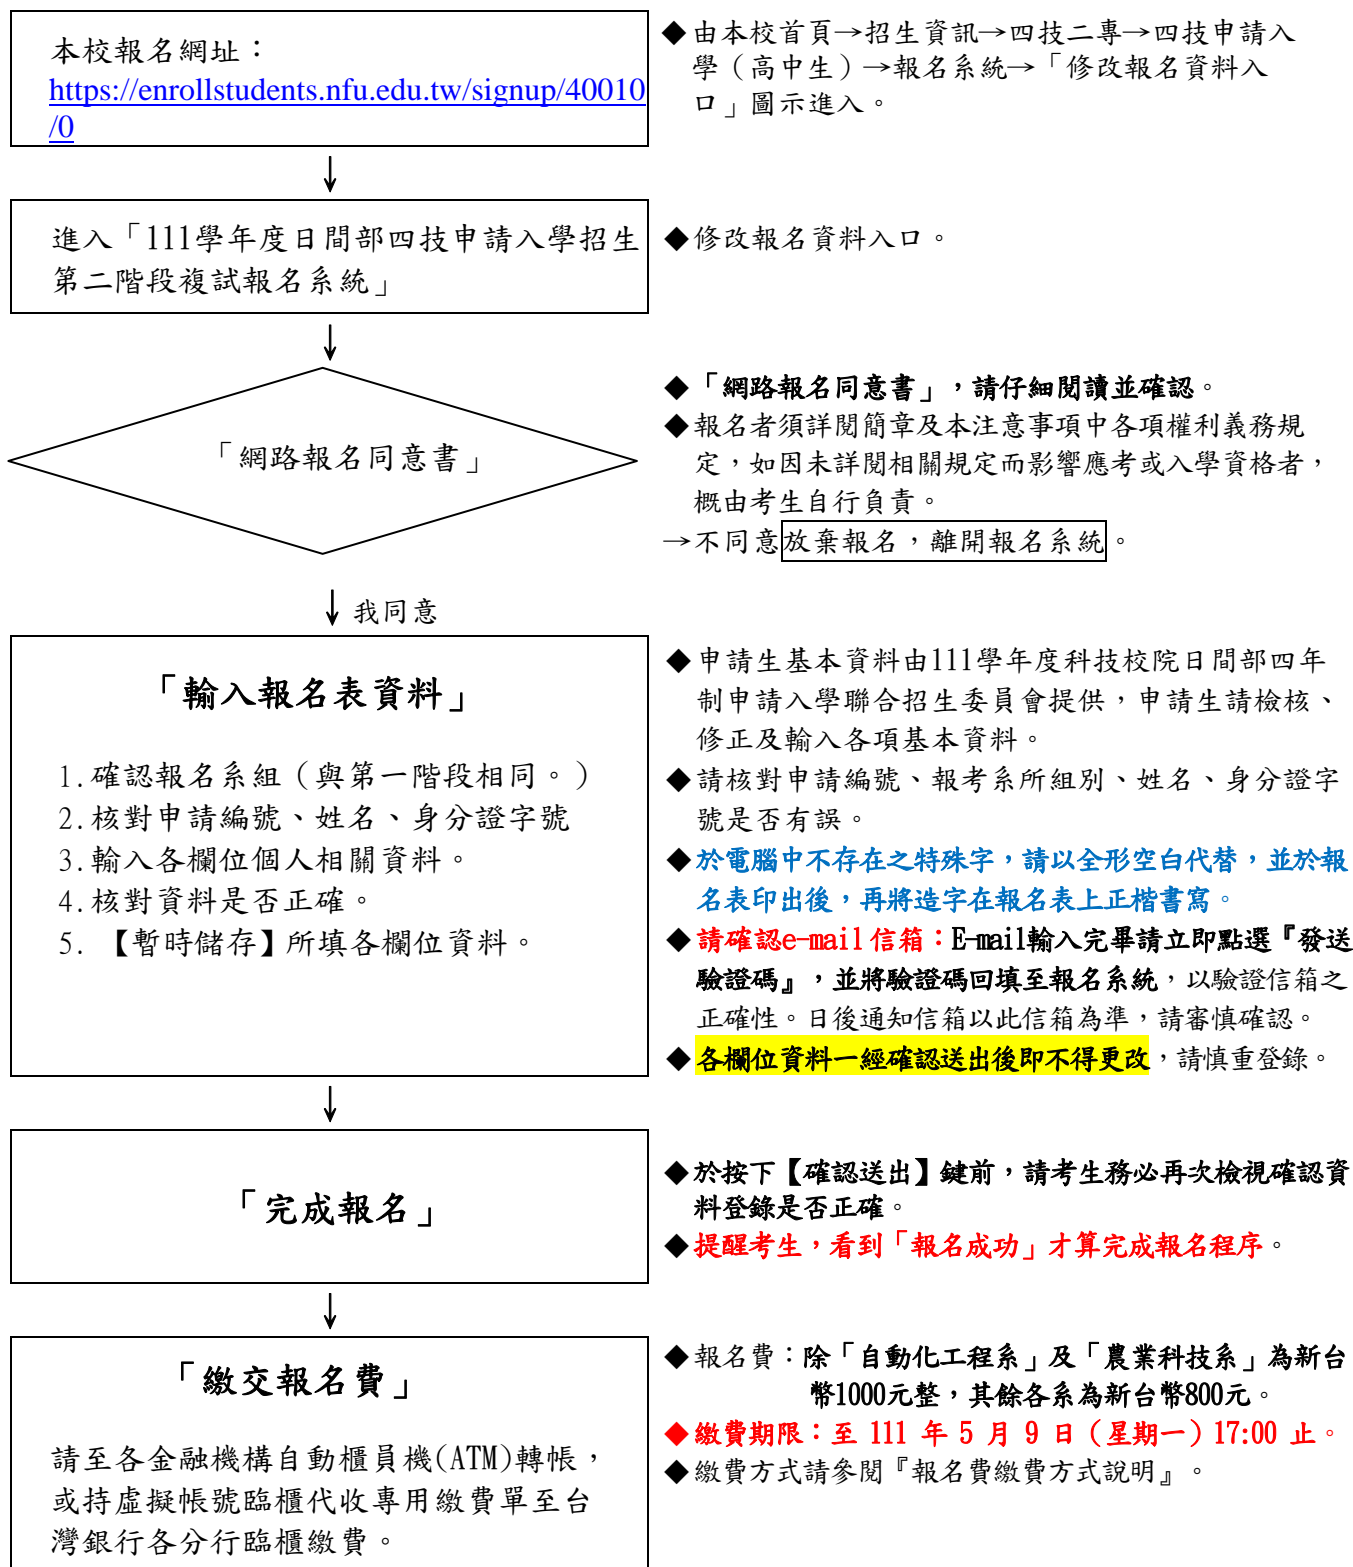 本校報名網址：
https://enrollstudents.nfu.edu.tw/signup/40010
/0
◆由本校首頁→招生資訊→四技二專→四技申請入
學（高中生）→報名系統→「修改報名資料入
口」圖示進入。
↓
進入「111學年度日間部四技申請入學招生
第二階段複試報名系統」
◆修改報名資料入口。
↓
「網路報名同意書」
◆「網路報名同意書」，請仔細閱讀並確認。
◆報名者須詳閱簡章及本注意事項中各項權利義務規
定，如因未詳閱相關規定而影響應考或入學資格者，
概由考生自行負責。
→不同意放棄報名，離開報名系統。
↓我同意
「輸入報名表資料」
1.確認報名系組（與第一階段相同。）
2.核對申請編號、姓名、身分證字號
3.輸入各欄位個人相關資料。
4.核對資料是否正確。
5. 【暫時儲存】所填各欄位資料。
◆申請生基本資料由111學年度科技校院日間部四年
制申請入學聯合招生委員會提供，申請生請檢核、
修正及輸入各項基本資料。
◆請核對申請編號、報考系所組別、姓名、身分證字
號是否有誤。
◆於電腦中不存在之特殊字，請以全形空白代替，並於報
名表印出後，再將造字在報名表上正楷書寫。
◆請確認e-mail信箱：E-mail輸入完畢請立即點選『發送
驗證碼』，並將驗證碼回填至報名系統，以驗證信箱之
正確性。日後通知信箱以此信箱為準，請審慎確認。
◆各欄位資料一經確認送出後即不得更改，請慎重登錄。
↓
「完成報名」
◆於按下【確認送出】鍵前，請考生務必再次檢視確認資
料登錄是否正確。
◆提醒考生，看到「報名成功」才算完成報名程序。
↓
「繳交報名費」
請至各金融機構自動櫃員機(ATM)轉帳，
或持虛擬帳號臨櫃代收專用繳費單至台
灣銀行各分行臨櫃繳費。
◆報名費：除「自動化工程系」及「農業科技系」為新台
幣1000元整，其餘各系為新台幣800元。
◆繳費期限：至 111 年 5 月 9 日（星期一）17:00 止。
◆繳費方式請參閱『報名費繳費方式說明』。